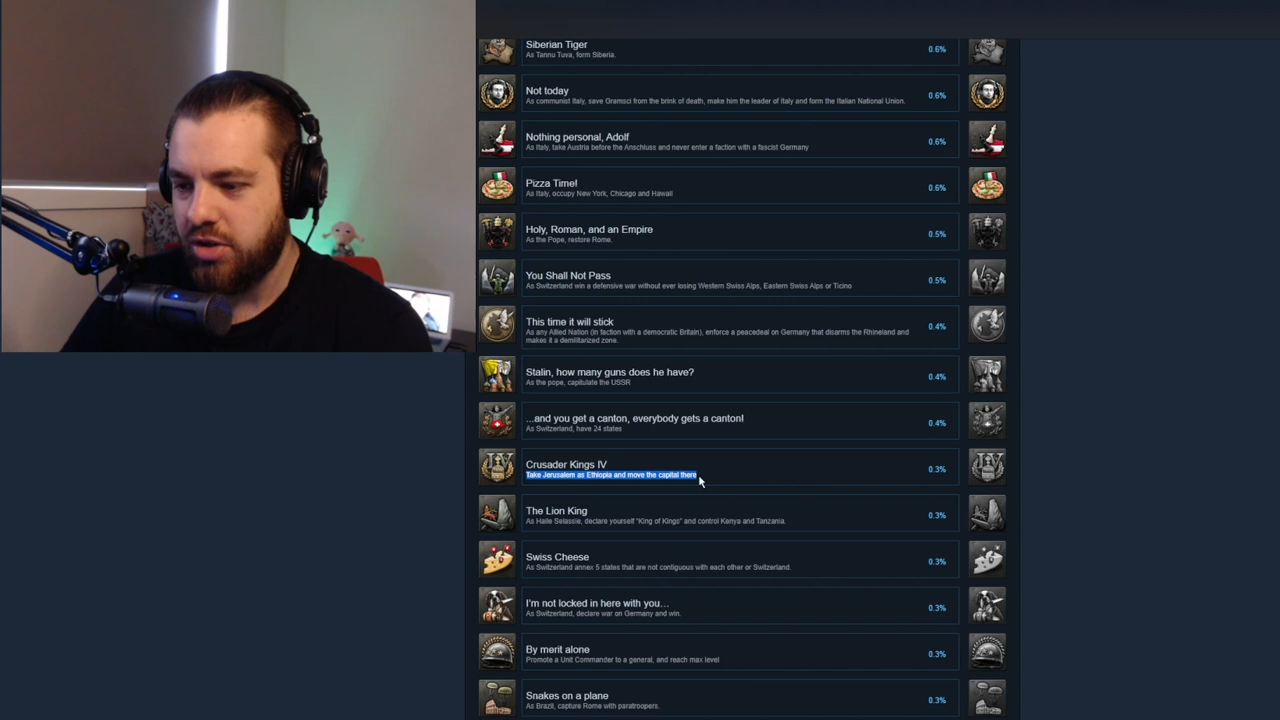 Siberian Tiger
As Tannu Tuva, form Siberia.
0.6%
Not today
As communist Italy, save Gramsci from the brink of death, make him the leader of Italy and form the Italian National Union.
0.6%
Nothing personal, Adolf
As Italy, take Austria before the Anschluss and never enter a faction with a fascist Germany
0.6%
Pizza Time!
As Italy, occupy New York, Chicago and Hawaii
0.6%
Holy, Roman, and an Empire
As the Pope, restore Rome.
0.5%
You Shall Not Pass
As Switzerland win a defensive war without ever losing Western Swiss Alps, Eastern Swiss Alps or Ticino
0.5%
This time it will stick
As any Allied Nation (in faction with a democratic Britain), enforce a peacedeal on Germany that disarms the Rhineland and
makes it a demilitarized zone.
0.4%
Stalin, how many guns does he have?
As the pope, capitulate the USSR
0.4%
...and you get a canton, everybody gets a canton!
As Switzerland, have 24 states
0.4%
Crusader Kings IV
Take Jerusalem as Ethiopia and move the capital there
0.3%
The Lion King
As Haile Selassie, declare yourself "King of Kings" and control Kenya and Tanzania.
0.3%
Swiss Cheese
As Switzerland annex 5 states that are not contiguous with each other or Switzerland.
0.3%
I'm not locked in here with you...
As Switzerland, declare war on Germany and win.
0.3%
By merit alone
Promote a Unit Commander to a general, and reach max level
0.3%
Snakes on a plane
As Brazil, capture Rome with paratroopers.
0.3%